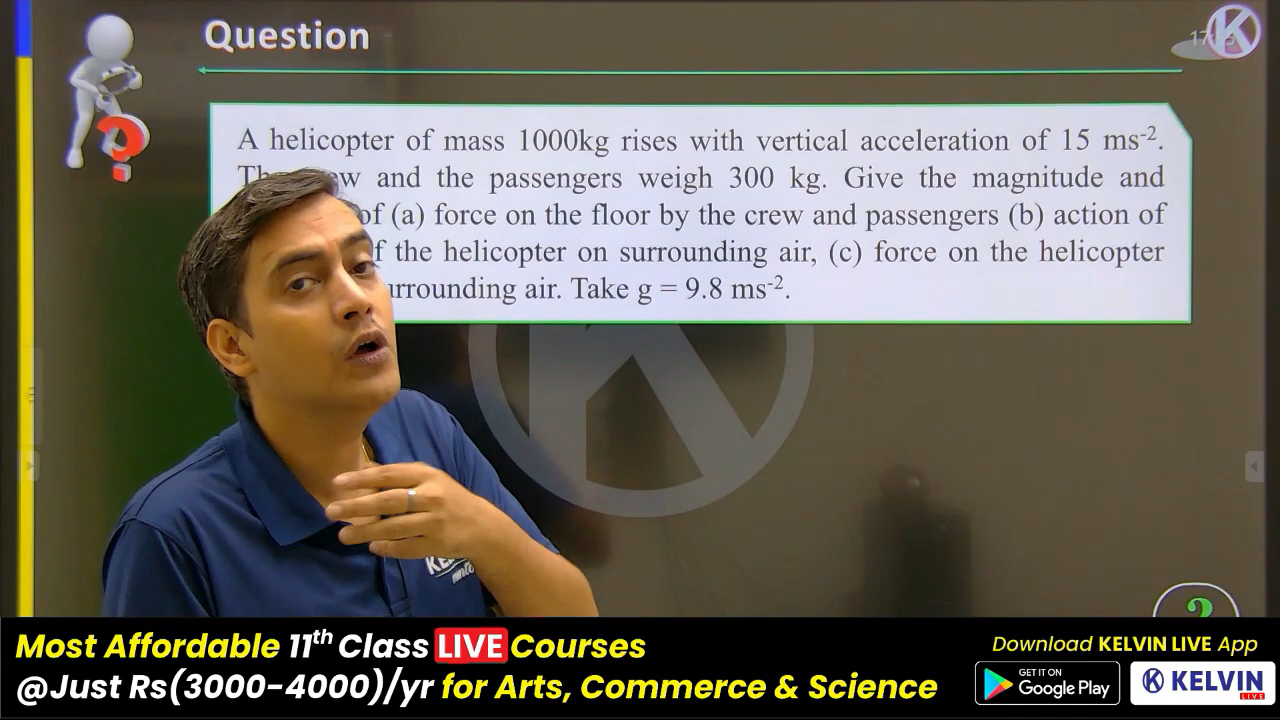 Question
A helicopter of mass 1000kg rises with vertical acceleration of 15 ms⁻².
and the passengers weigh 300 kg. Give the magnitude and
of (a) force on the floor by the crew and passengers (b) action of
the helicopter on surrounding air, (c) force on the helicopter
air. Take g = 9.8 ms⁻².
Most Affordable 11th Class LIVE Courses
@Just Rs(3000-4000)/yr for Arts, Commerce & Science
Download KELVIN LIVE App
GET IT ON
Google Play
KELVIN
LIVE